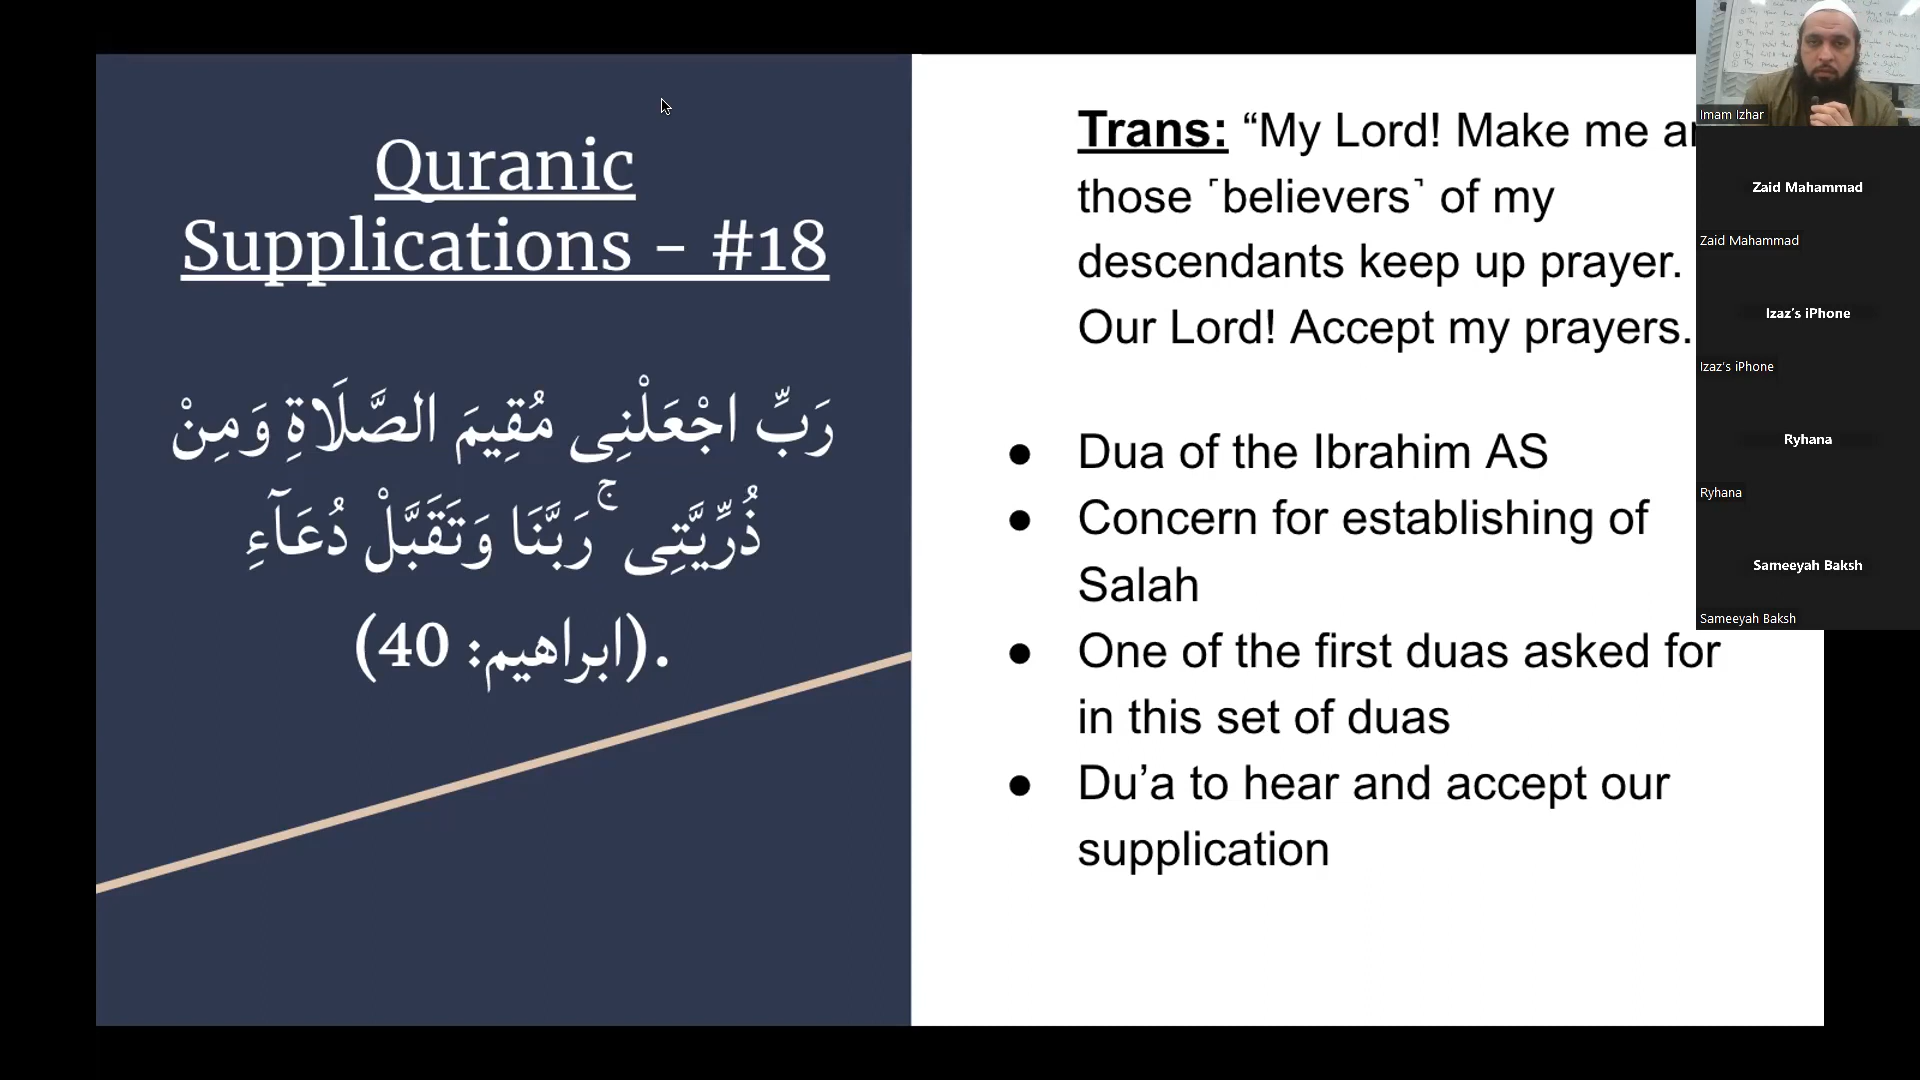 Quranic
Supplications - #18
رَبِّ اجْعَلْنِى مُقِيمَ الصَّلَاةِ وَمِنْ
ذُرِّيَّتِى ۚ رَبَّنَا وَتَقَبَّلْ دُعَآءِ
.(ابراهيم: 40)
Trans: “My Lord! Make me
those ˹believers˺ of my
descendants keep up prayer.
Our Lord! Accept my prayers.
● Dua of the Ibrahim AS
● Concern for establishing of
Salah
● One of the first duas asked for
in this set of duas
● Du’a to hear and accept our
supplication
Imam Izhar
Zaid Mahammad
Zaid Mahammad
Izaz’s iPhone
Izaz's iPhone
Ryhana
Ryhana
Sameeyah Baksh
Sameeyah Baksh